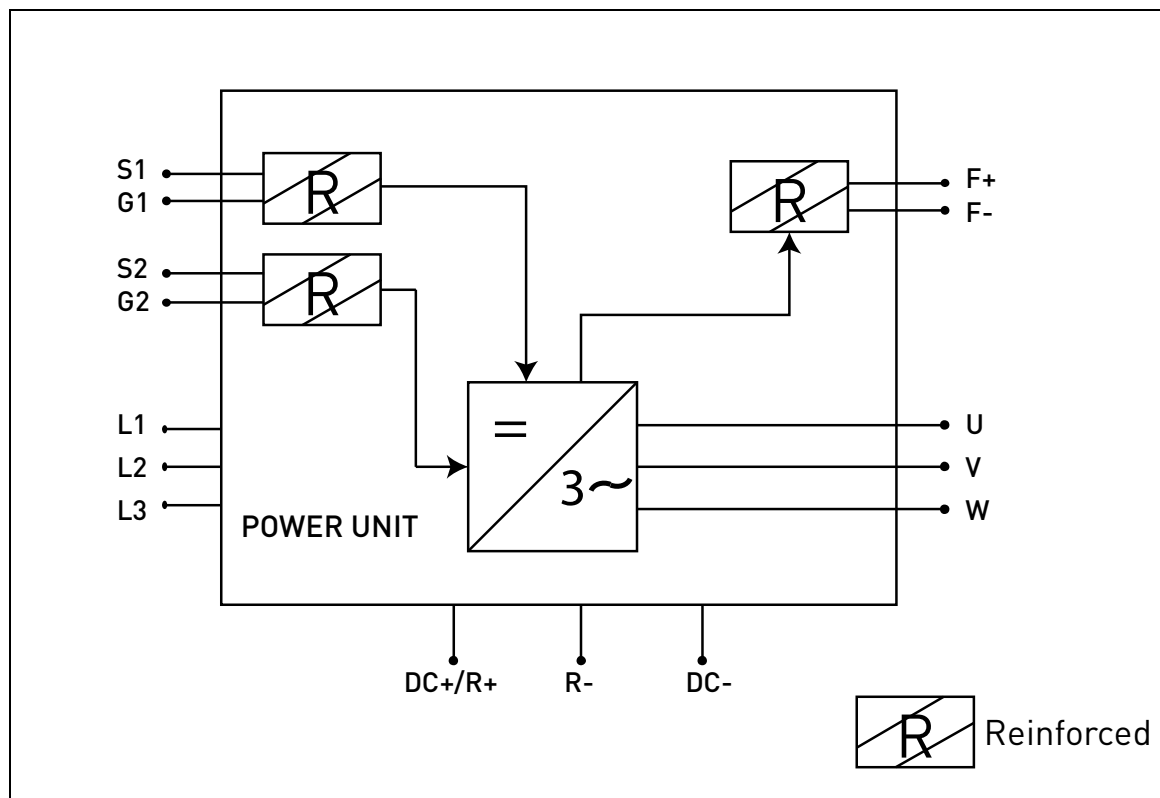 S1
G1
S2
G2
L1
L2
L3
R
R
R
F+
F-
=
3~
U
V
W
POWER UNIT
DC+/R+
R-
DC-
R
Reinforced